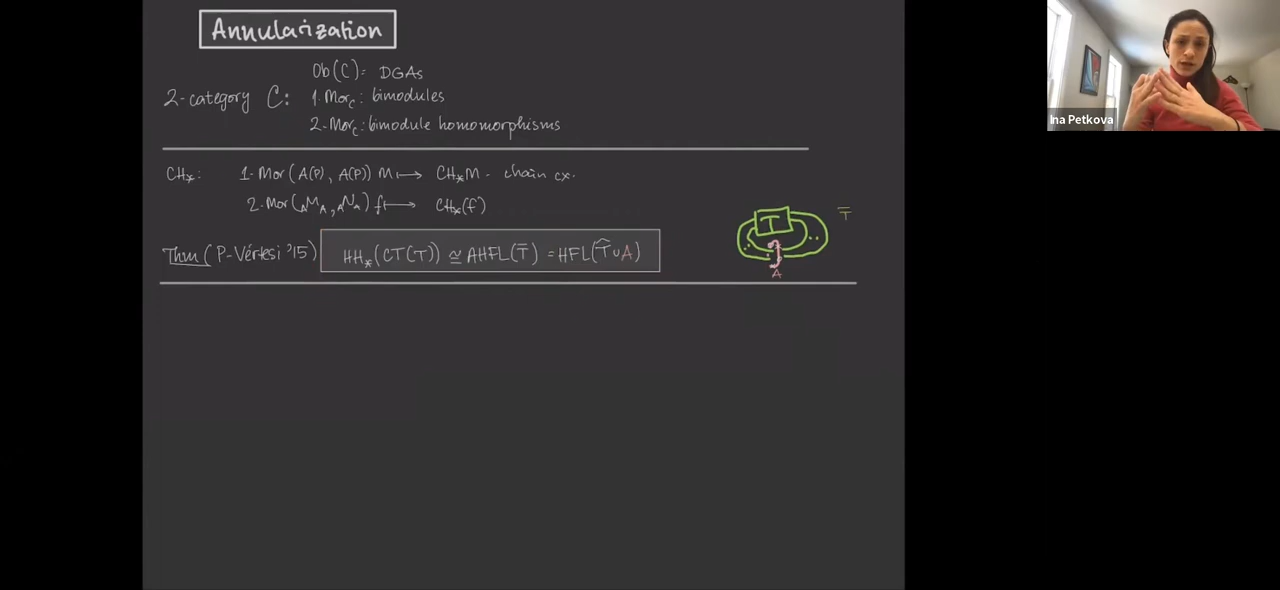 Annularization
Ob(C) = DGAs
2-category C: 1-Mor_C : bimodules
2-Mor_C : bimodule homomorphisms
CH_*: 1-Mor(A(P), A(P)) M ⟼ CH_*M - chain cx.
2-Mor(_AM_A, _AN_A) f ⟼ CH_*(f)
Thm (P-Vértesi '15) HH_*(CT(T)) ≅ AHFL(T̄) = HFL(T̄ ∪ A)
T
T̄
A
Ina Petkova